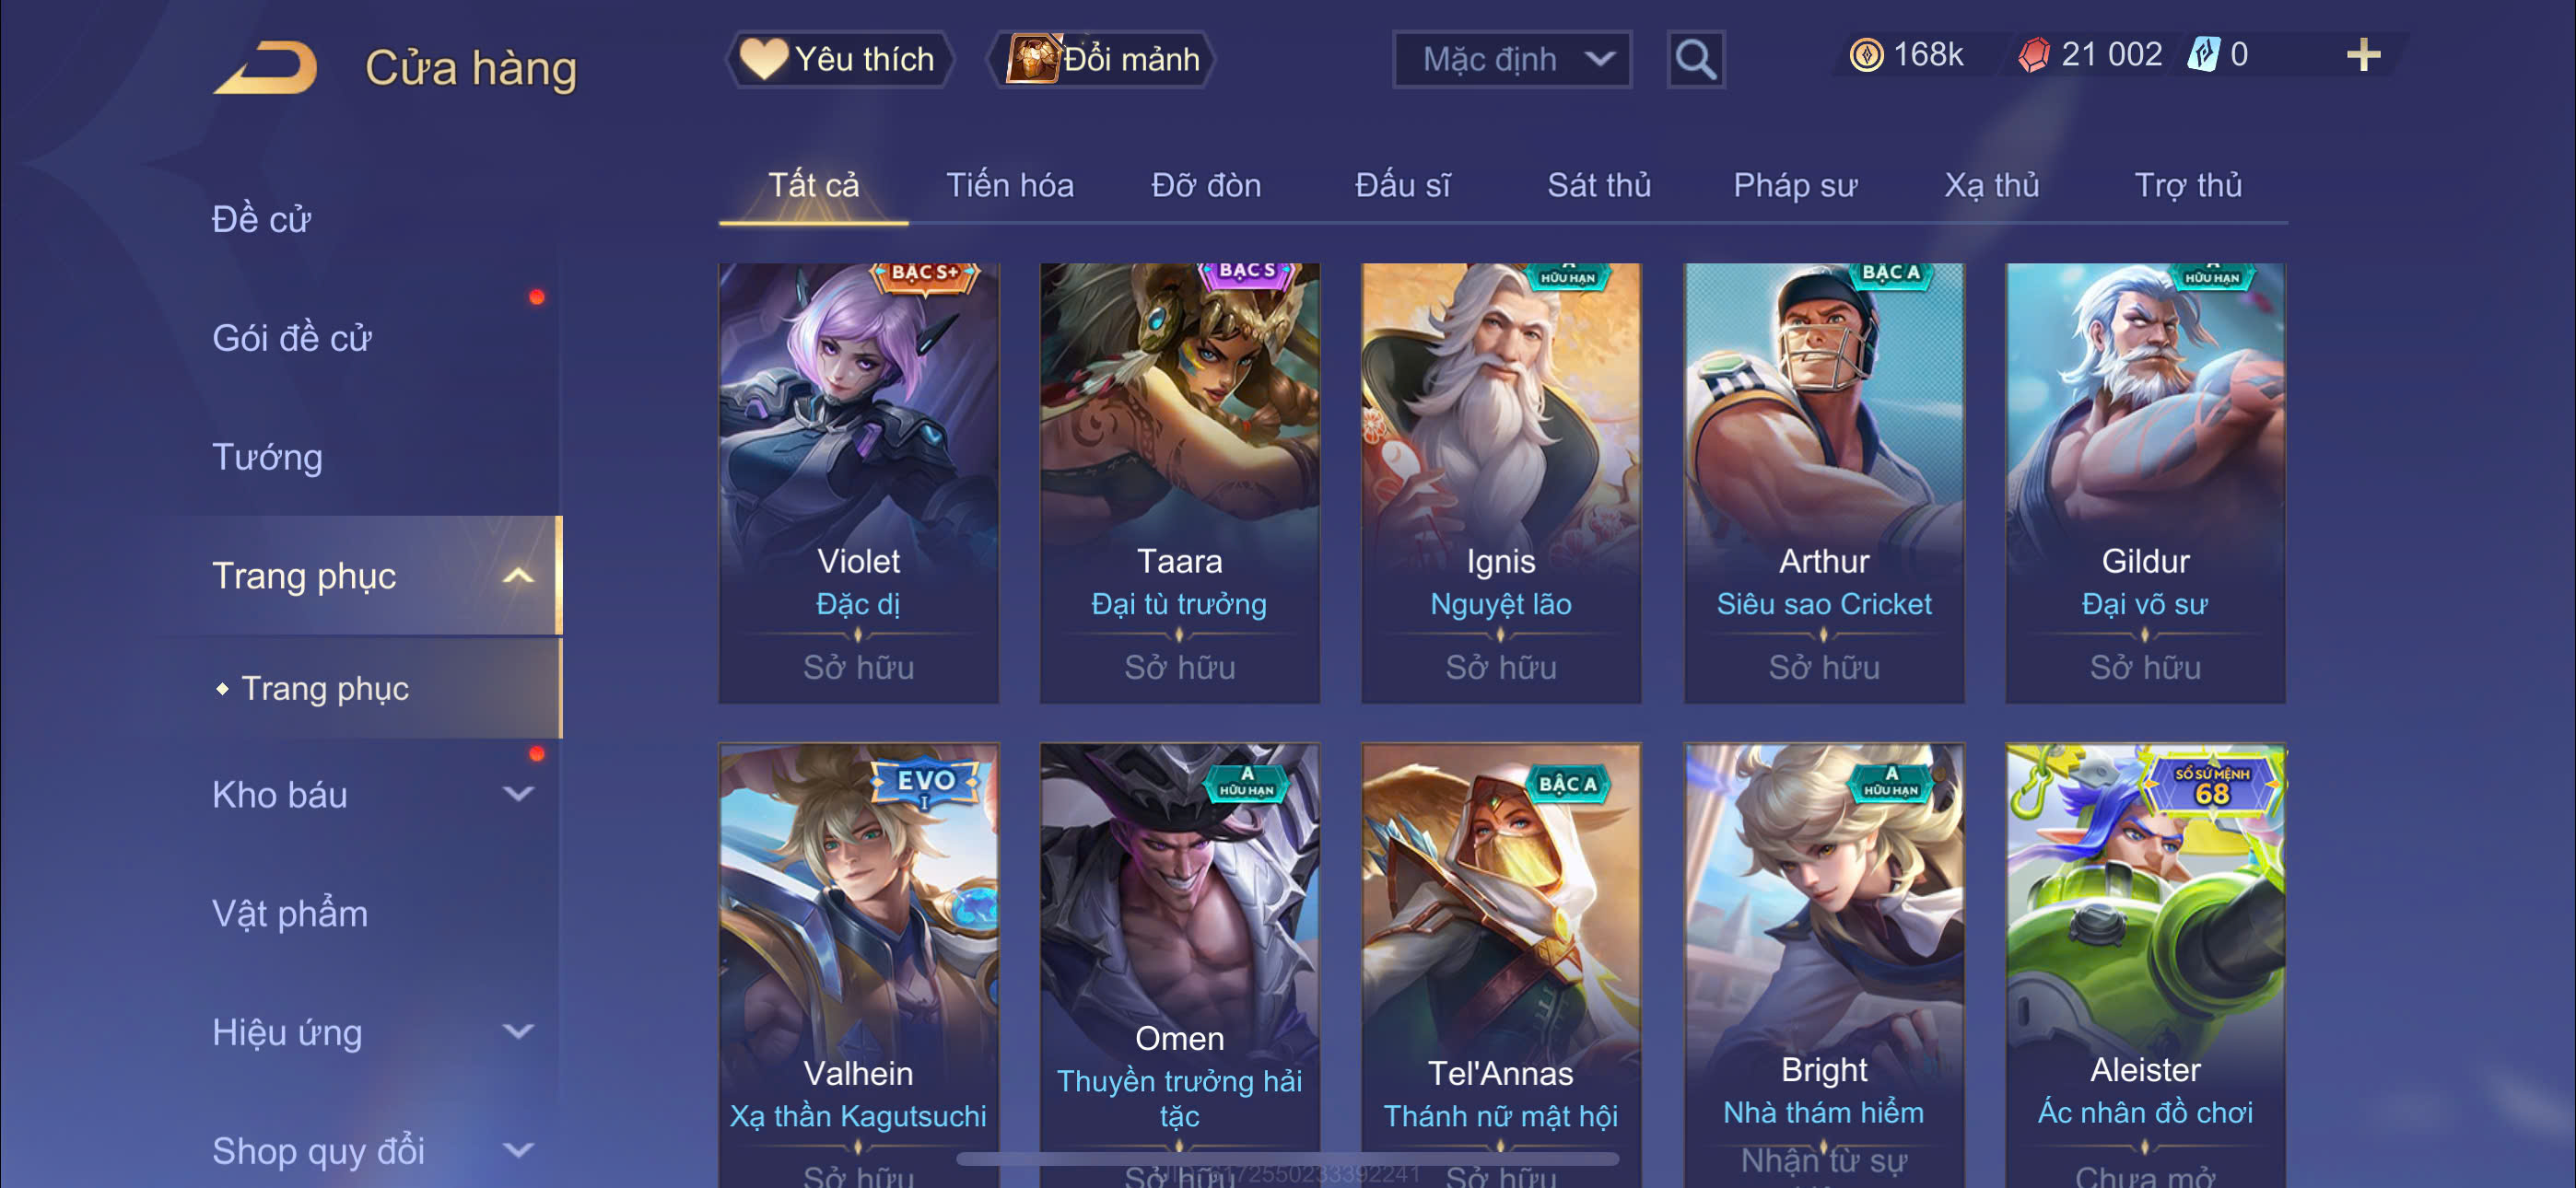 Cửa hàng
Yêu thích
Đổi mảnh
Mặc định
168k
21 002
0
Tất cả
Tiến hóa
Đỡ đòn
Đấu sĩ
Sát thủ
Pháp sư
Xạ thủ
Trợ thủ
Đề cử
Gói đề cử
Tướng
Trang phục
Trang phục
Kho báu
Vật phẩm
Hiệu ứng
Shop quy đổi
BẬC S+
Violet
Đặc dị
Sở hữu
BẬC S
Taara
Đại tù trưởng
Sở hữu
A
HỮU HẠN
Ignis
Nguyệt lão
Sở hữu
BẬC A
Arthur
Siêu sao Cricket
Sở hữu
A
HỮU HẠN
Gildur
Đại võ sư
Sở hữu
EVO
I
Valhein
Xạ thần Kagutsuchi
Sở hữu
A
HỮU HẠN
Omen
Thuyền trưởng hải
tặc
Sở hữu
BẬC A
Tel'Annas
Thánh nữ mật hội
Sở hữu
A
HỮU HẠN
Bright
Nhà thám hiểm
Nhận từ sự
SỔ SỨ MỆNH
68
Aleister
Ác nhân đồ chơi
Chưa mở